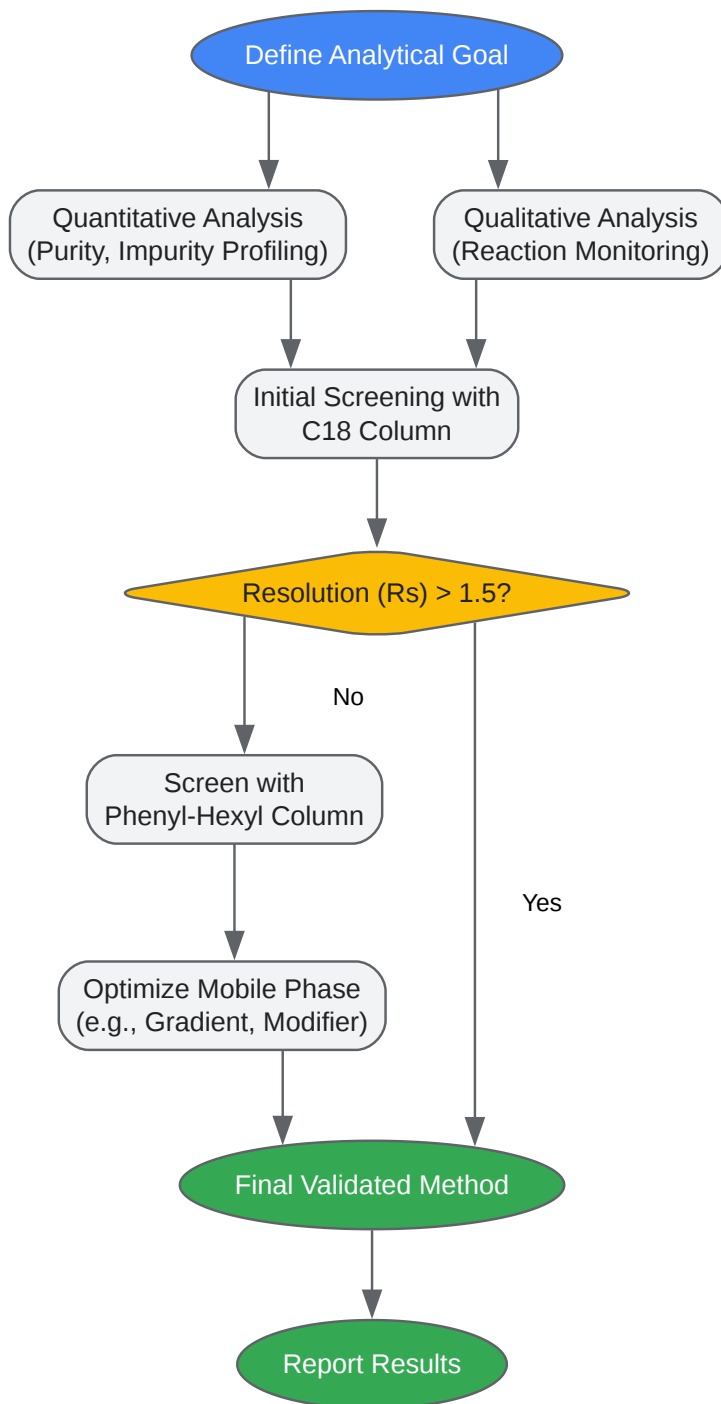 Define Analytical Goal
Quantitative Analysis
(Purity, Impurity Profiling)
Qualitative Analysis
(Reaction Monitoring)
Initial Screening with
C18 Column
Resolution (Rs) > 1.5?
No
Screen with
Phenyl-Hexyl Column
Yes
Optimize Mobile Phase
(e.g., Gradient, Modifier)
Final Validated Method
Report Results